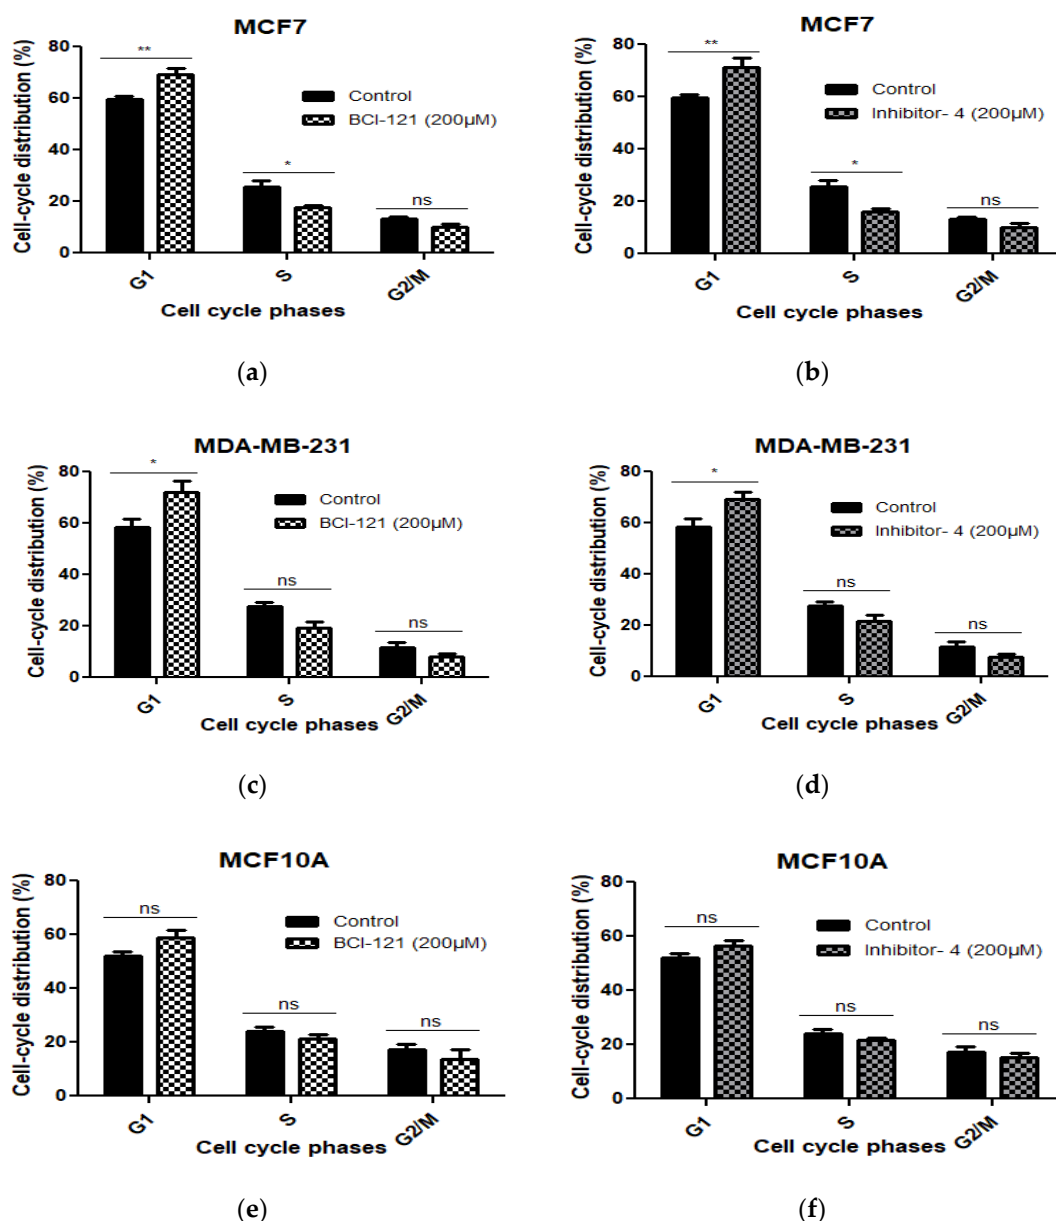 MCF7
Cell-cycle distribution (%)
80
60
40
20
0
**
*
ns
Control
BCI-121 (200µM)
G1
S
G2/M
Cell cycle phases
(a)
MCF7
Cell-cycle distribution (%)
80
60
40
20
0
**
*
ns
Control
Inhibitor- 4 (200µM)
G1
S
G2/M
Cell cycle phases
(b)
MDA-MB-231
Cell-cycle distribution (%)
80
60
40
20
0
*
ns
ns
Control
BCI-121 (200µM)
G1
S
G2/M
Cell cycle phases
(c)
MDA-MB-231
Cell-cycle distribution (%)
80
60
40
20
0
*
ns
ns
Control
Inhibitor- 4 (200µM)
G1
S
G2/M
Cell cycle phases
(d)
MCF10A
Cell-cycle distribution (%)
80
60
40
20
0
ns
ns
ns
Control
BCI-121 (200µM)
G1
S
G2/M
Cell cycle phases
(e)
MCF10A
Cell-cycle distribution (%)
80
60
40
20
0
ns
ns
ns
Control
Inhibitor- 4 (200µM)
G1
S
G2/M
Cell cycle phases
(f)